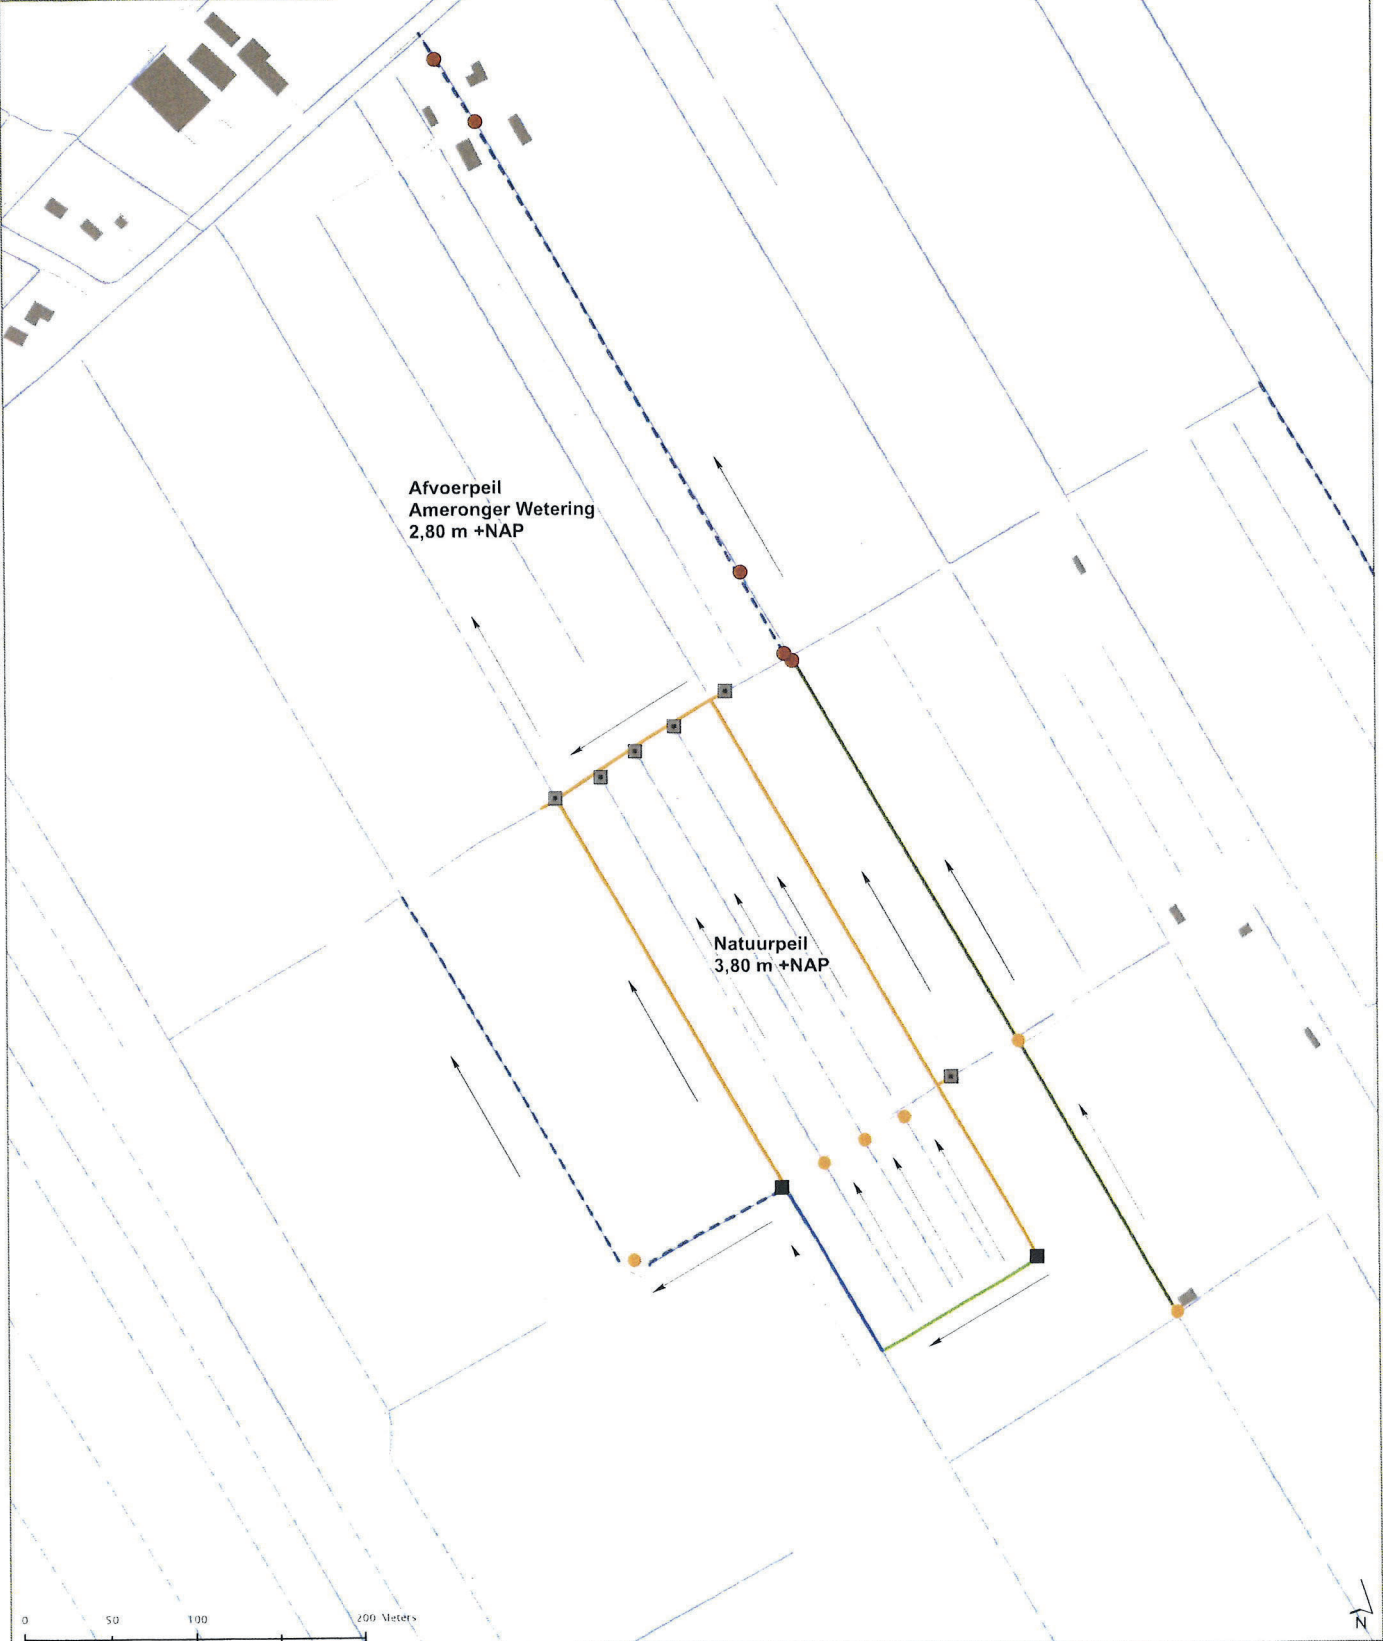 Afvoerpeil
Ameronger Wetering
2,80 m +NAP
Natuurpeil
3,80 m +NAP
0 50 100 200 Meters
N